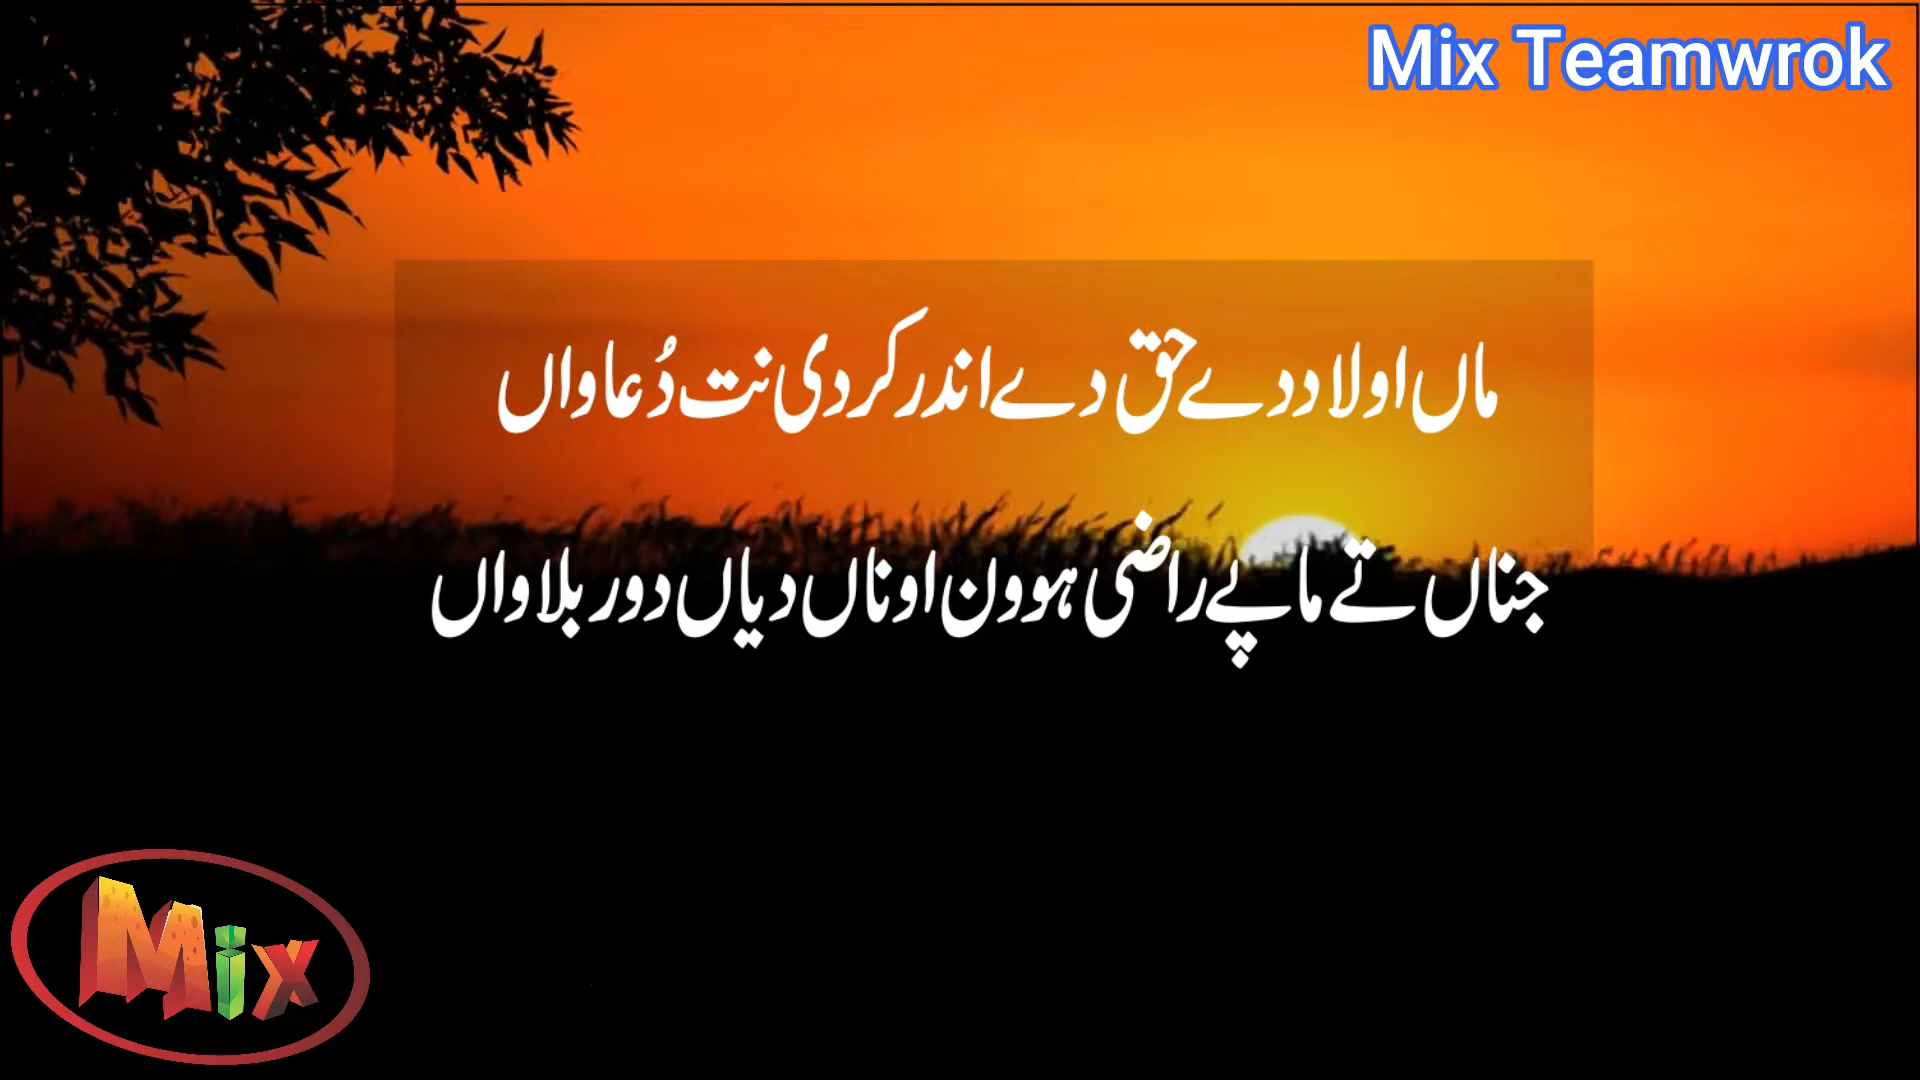 Mix Teamwrok
ماں اولاد دے حق دے اندر کردی نت دُعاواں
جناں تے ماپے راضی ہوون اوناں دیاں دور بلاواں
Mix